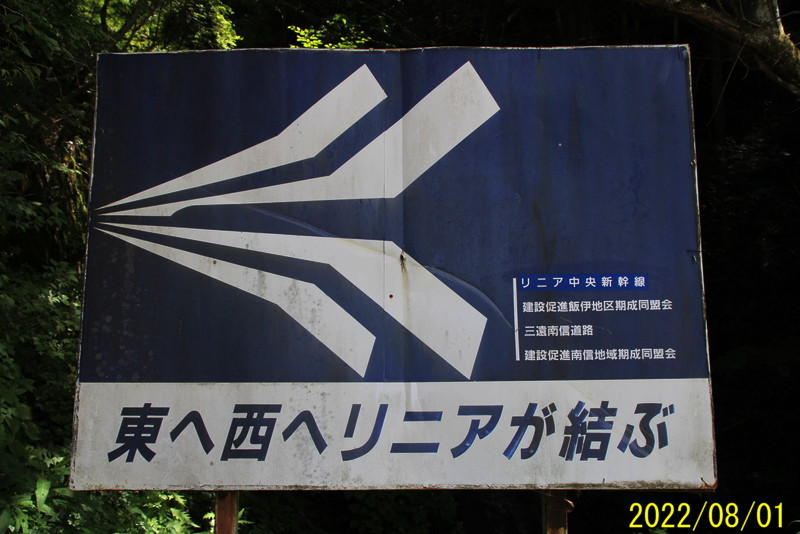 リニア中央新幹線
建設促進飯伊地区期成同盟会
三遠南信道路
建設促進南信地域期成同盟会
東へ西へリニアが結ぶ
2022/08/01